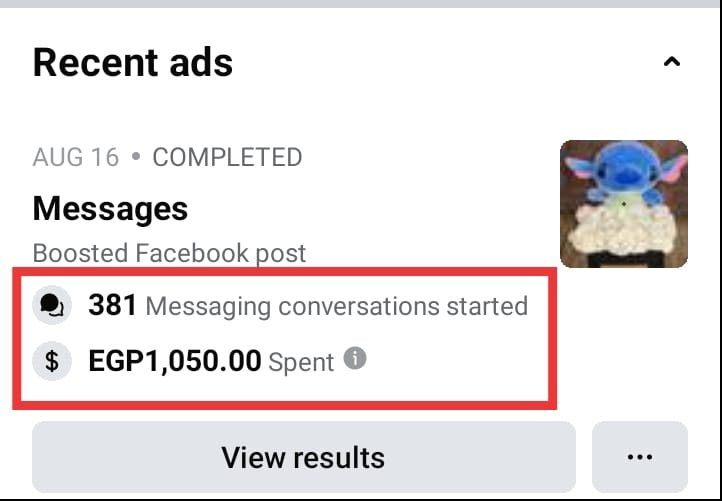 Recent ads
AUG 16 • COMPLETED
Messages
Boosted Facebook post
381 Messaging conversations started
$ EGP1,050.00 Spent i
View results
...